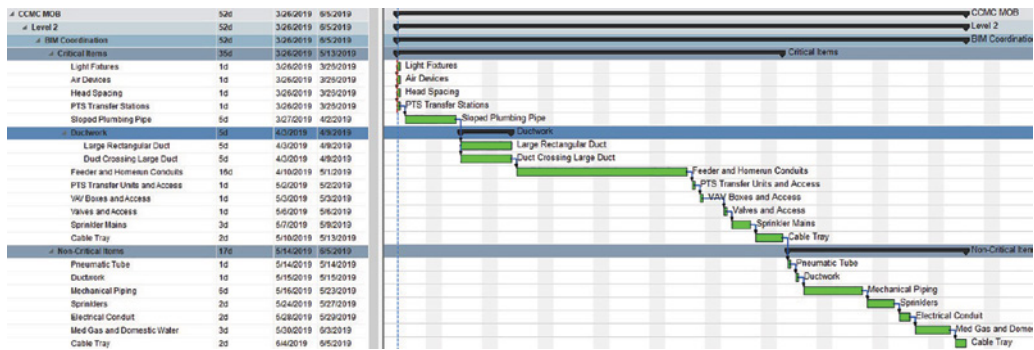 CCMC MOB 52d 3/26/2019 6/5/2019 CCMC MOB
Level 2 52d 3/26/2019 6/5/2019 Level 2
BIM Coordination 52d 3/26/2019 6/5/2019 BIM Coordination
Critical Items 35d 3/26/2019 5/13/2019 Critical Items
Light Fixtures 1d 3/26/2019 3/26/2019 Light Fixtures
Air Devices 1d 3/26/2019 3/26/2019 Air Devices
Head Spacing 1d 3/26/2019 3/26/2019 Head Spacing
PTS Transfer Stations 1d 3/26/2019 3/26/2019 PTS Transfer Stations
Sloped Plumbing Pipe 5d 3/27/2019 4/2/2019 Sloped Plumbing Pipe
Ductwork 5d 4/3/2019 4/9/2019 Ductwork
Large Rectangular Duct 5d 4/3/2019 4/9/2019 Large Rectangular Duct
Duct Crossing Large Duct 5d 4/3/2019 4/9/2019 Duct Crossing Large Duct
Feeder and Homerun Conduits 4/10/2019 5/1/2019 Feeder and Homerun Conduits
PTS Transfer Units and Access 1d 5/2/2019 5/2/2019 PTS Transfer Units and Access
VAV Boxes and Access 1d 5/3/2019 5/3/2019 VAV Boxes and Access
Valves and Access 1d 5/6/2019 5/6/2019 Valves and Access
Sprinkler Mains 3d 5/7/2019 5/9/2019 Sprinkler Mains
Cable Tray 2d 5/10/2019 5/13/2019 Cable Tray
Non-Critical Items 17d 5/14/2019 6/5/2019 Non-Critical Item
Pneumatic Tube 1d 5/14/2019 5/14/2019 Pneumatic Tube
Ductwork 1d 5/15/2019 5/15/2019 Ductwork
Mechanical Piping 6d 5/16/2019 5/23/2019 Mechanical Piping
Sprinklers 2d 5/24/2019 5/27/2019 Sprinklers
Electrical Conduit 2d 5/28/2019 5/29/2019 Electrical Conduit
Med Gas and Domestic Water 3d 5/30/2019 6/3/2019 Med Gas and Dome
Cable Tray 2d 6/4/2019 6/5/2019 Cable Tray